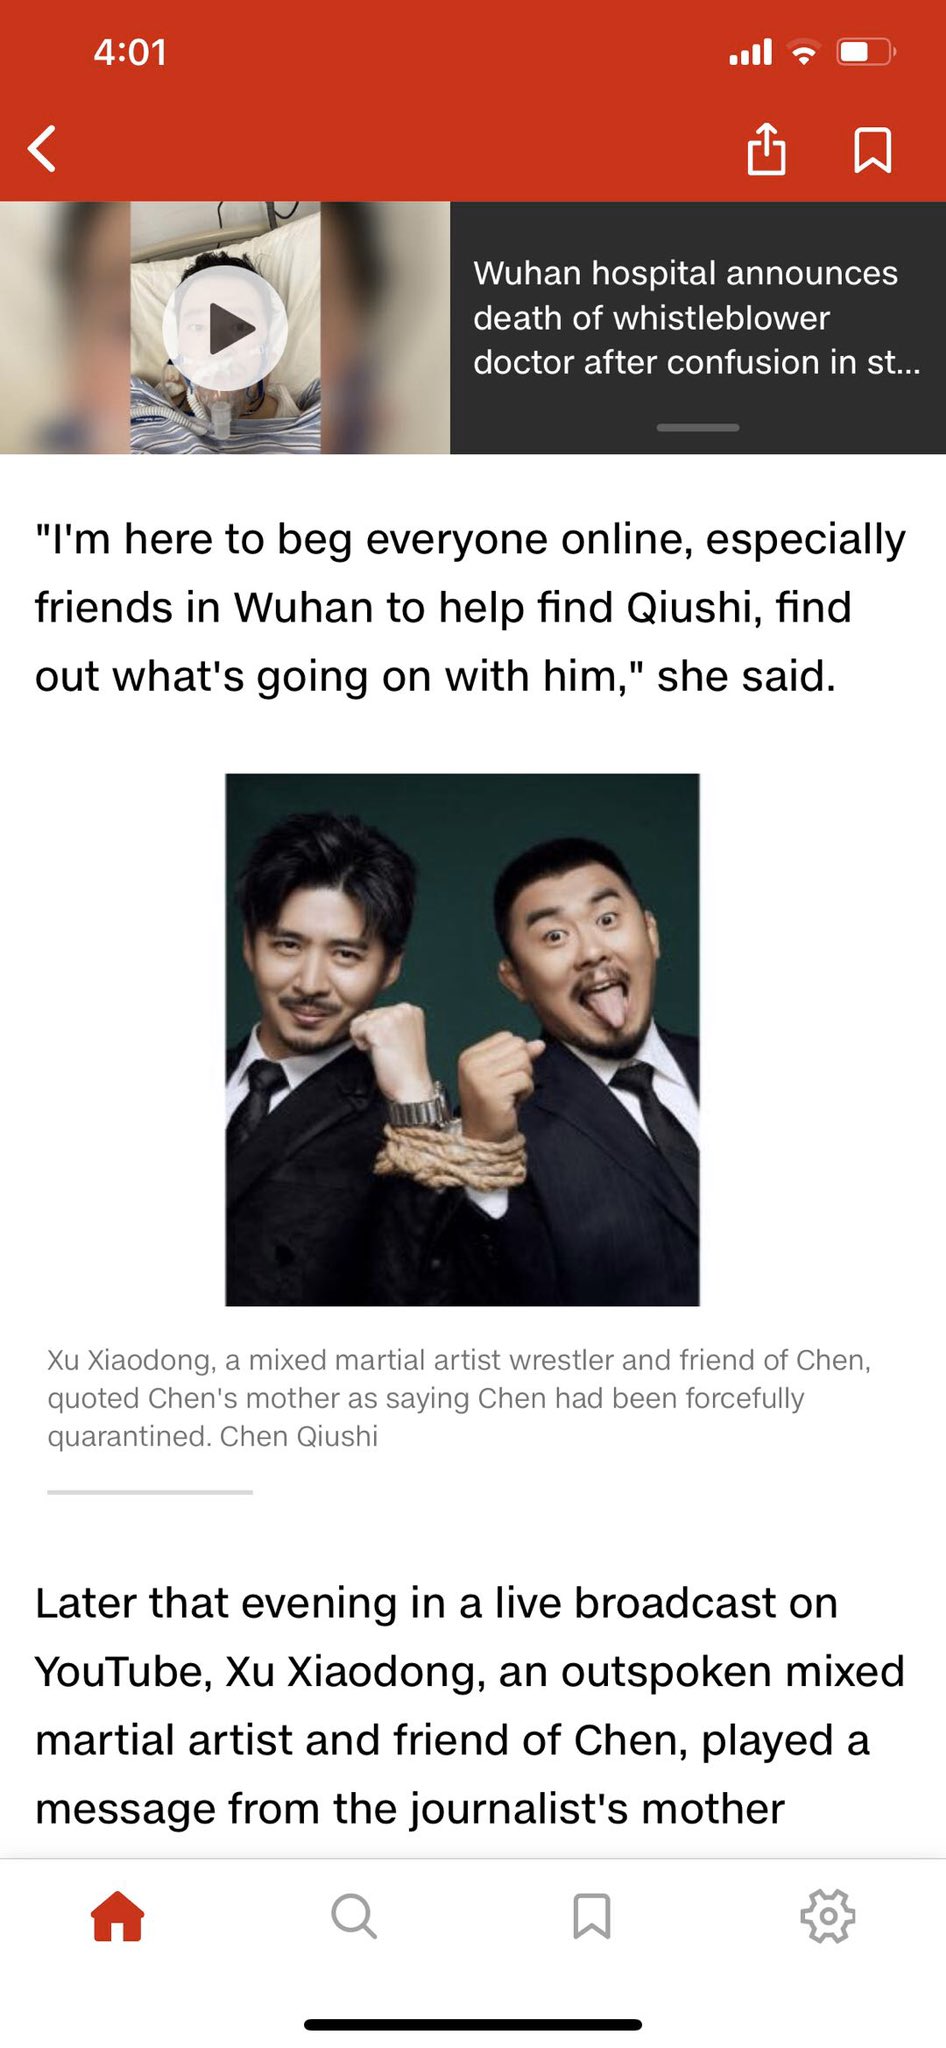 4:01
Wuhan hospital announces
death of whistleblower
doctor after confusion in st...
"I'm here to beg everyone online, especially
friends in Wuhan to help find Qiushi, find
out what's going on with him," she said.
Xu Xiaodong, a mixed martial artist wrestler and friend of Chen,
quoted Chen's mother as saying Chen had been forcefully
quarantined. Chen Qiushi
Later that evening in a live broadcast on
YouTube, Xu Xiaodong, an outspoken mixed
martial artist and friend of Chen, played a
message from the journalist's mother